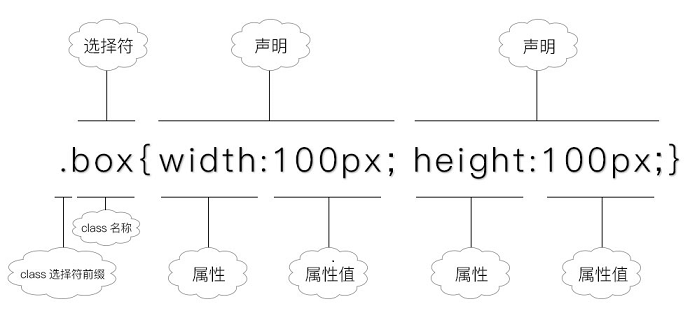 选择符
声明
声明
.box{width:100px; height:100px;}
class 名称
class 选择符前缀
属性
属性值
属性
属性值